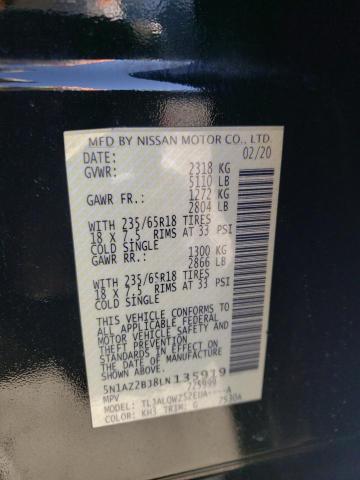 MFD BY NISSAN MOTOR CO., LTD.
DATE: 02/20
GVWR: 2318 KG
5110 LB
GAWR FR.: 1272 KG
2804 LB
WITH 235/65R18 TIRES
18 X 7.5 RIMS AT 33 PSI
COLD SINGLE
GAWR RR.: 1300 KG
2866 LB
WITH 235/65R18 TIRES
18 X 7.5 RIMS AT 33 PSI
COLD SINGLE
THIS VEHICLE CONFORMS TO
ALL APPLICABLE U.S. FEDERAL
MOTOR VEHICLE SAFETY
STANDARDS IN EFFECT ON THE
DATE OF MANUFACTURE
SHOWN ABOVE.
5N1AZ2BJ8LN135919
MPV
MODEL:
COLOR: KH3 TRIM: G